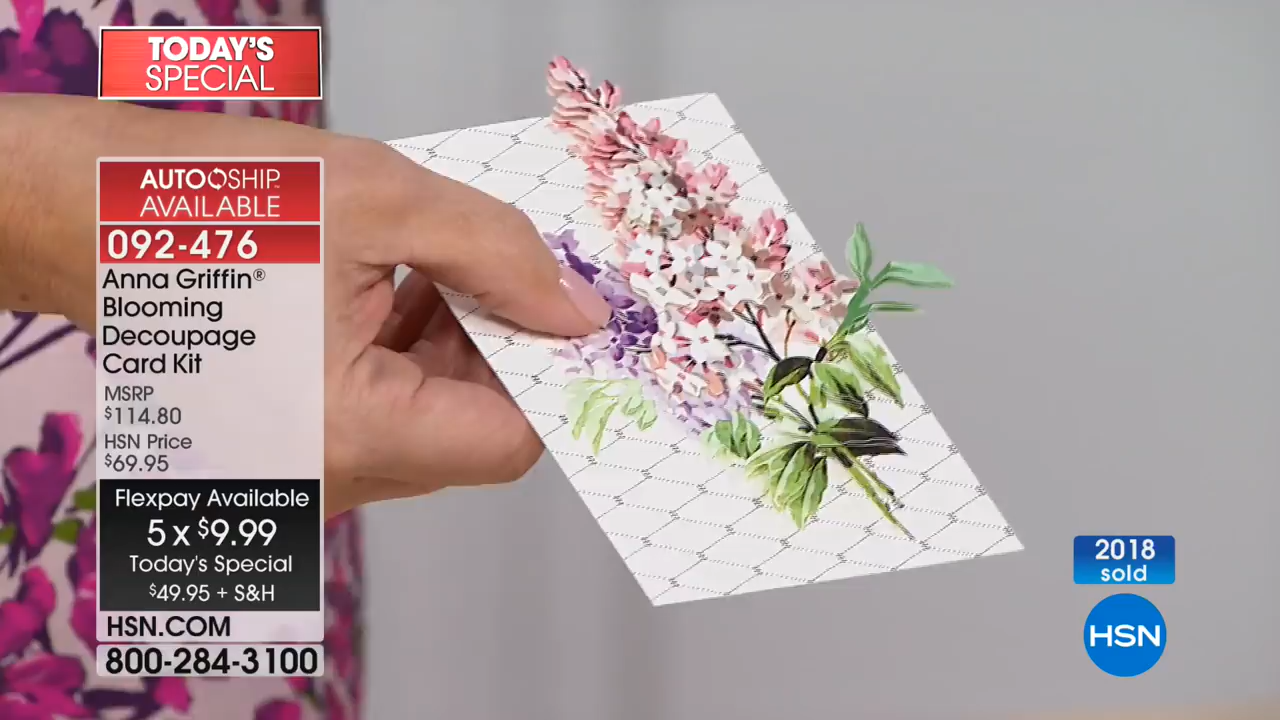 TODAY'S
SPECIAL
AUTOSHIP™
AVAILABLE
092-476
Anna Griffin®
Blooming
Decoupage
Card Kit
MSRP
$114.80
HSN Price
$69.95
Flexpay Available
5 x $9.99
Today's Special
$49.95 + S&H
HSN.COM
800-284-3100
2018
sold
HSN